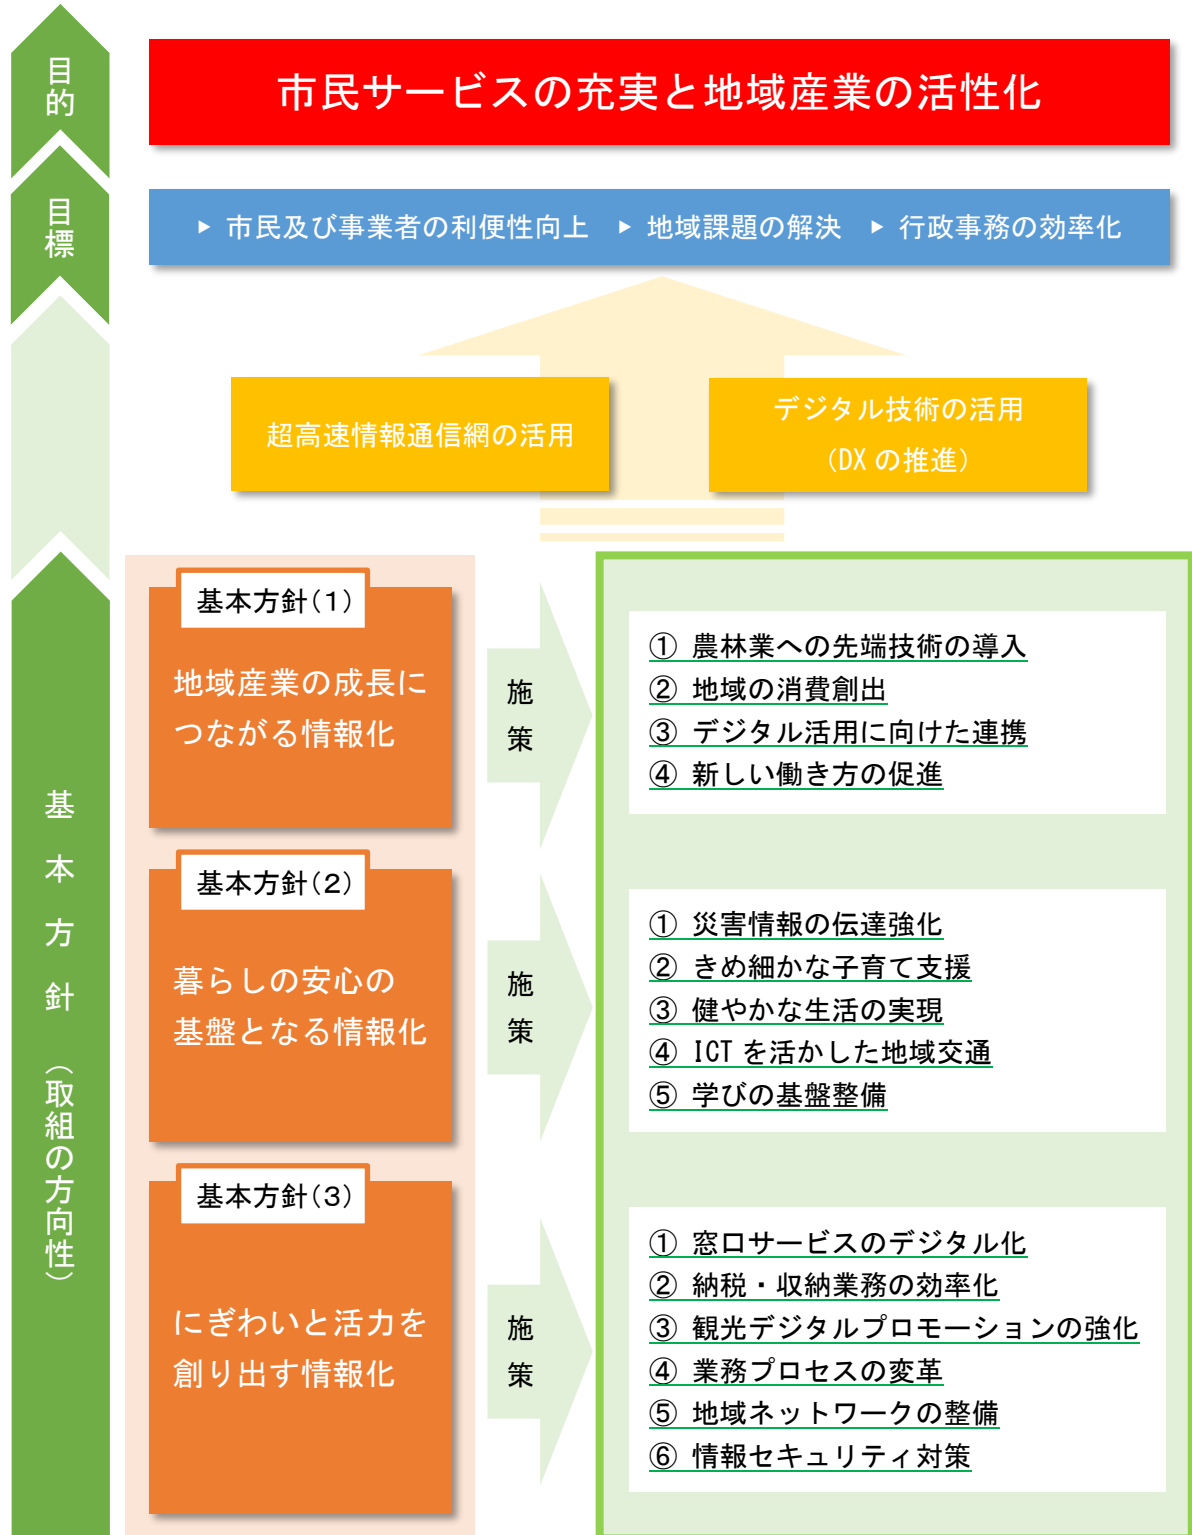 目的
市民サービスの充実と地域産業の活性化
目標
▶ 市民及び事業者の利便性向上 ▶ 地域課題の解決 ▶ 行政事務の効率化
超高速情報通信網の活用
デジタル技術の活用
（DX の推進）
基本方針（取組の方向性）
基本方針（１）
地域産業の成長に
つながる情報化
施策
① 農林業への先端技術の導入
② 地域の消費創出
③ デジタル活用に向けた連携
④ 新しい働き方の促進
基本方針（２）
暮らしの安心の
基盤となる情報化
施策
① 災害情報の伝達強化
② きめ細かな子育て支援
③ 健やかな生活の実現
④ ICT を活かした地域交通
⑤ 学びの基盤整備
基本方針（３）
にぎわいと活力を
創り出す情報化
施策
① 窓口サービスのデジタル化
② 納税・収納業務の効率化
③ 観光デジタルプロモーションの強化
④ 業務プロセスの変革
⑤ 地域ネットワークの整備
⑥ 情報セキュリティ対策